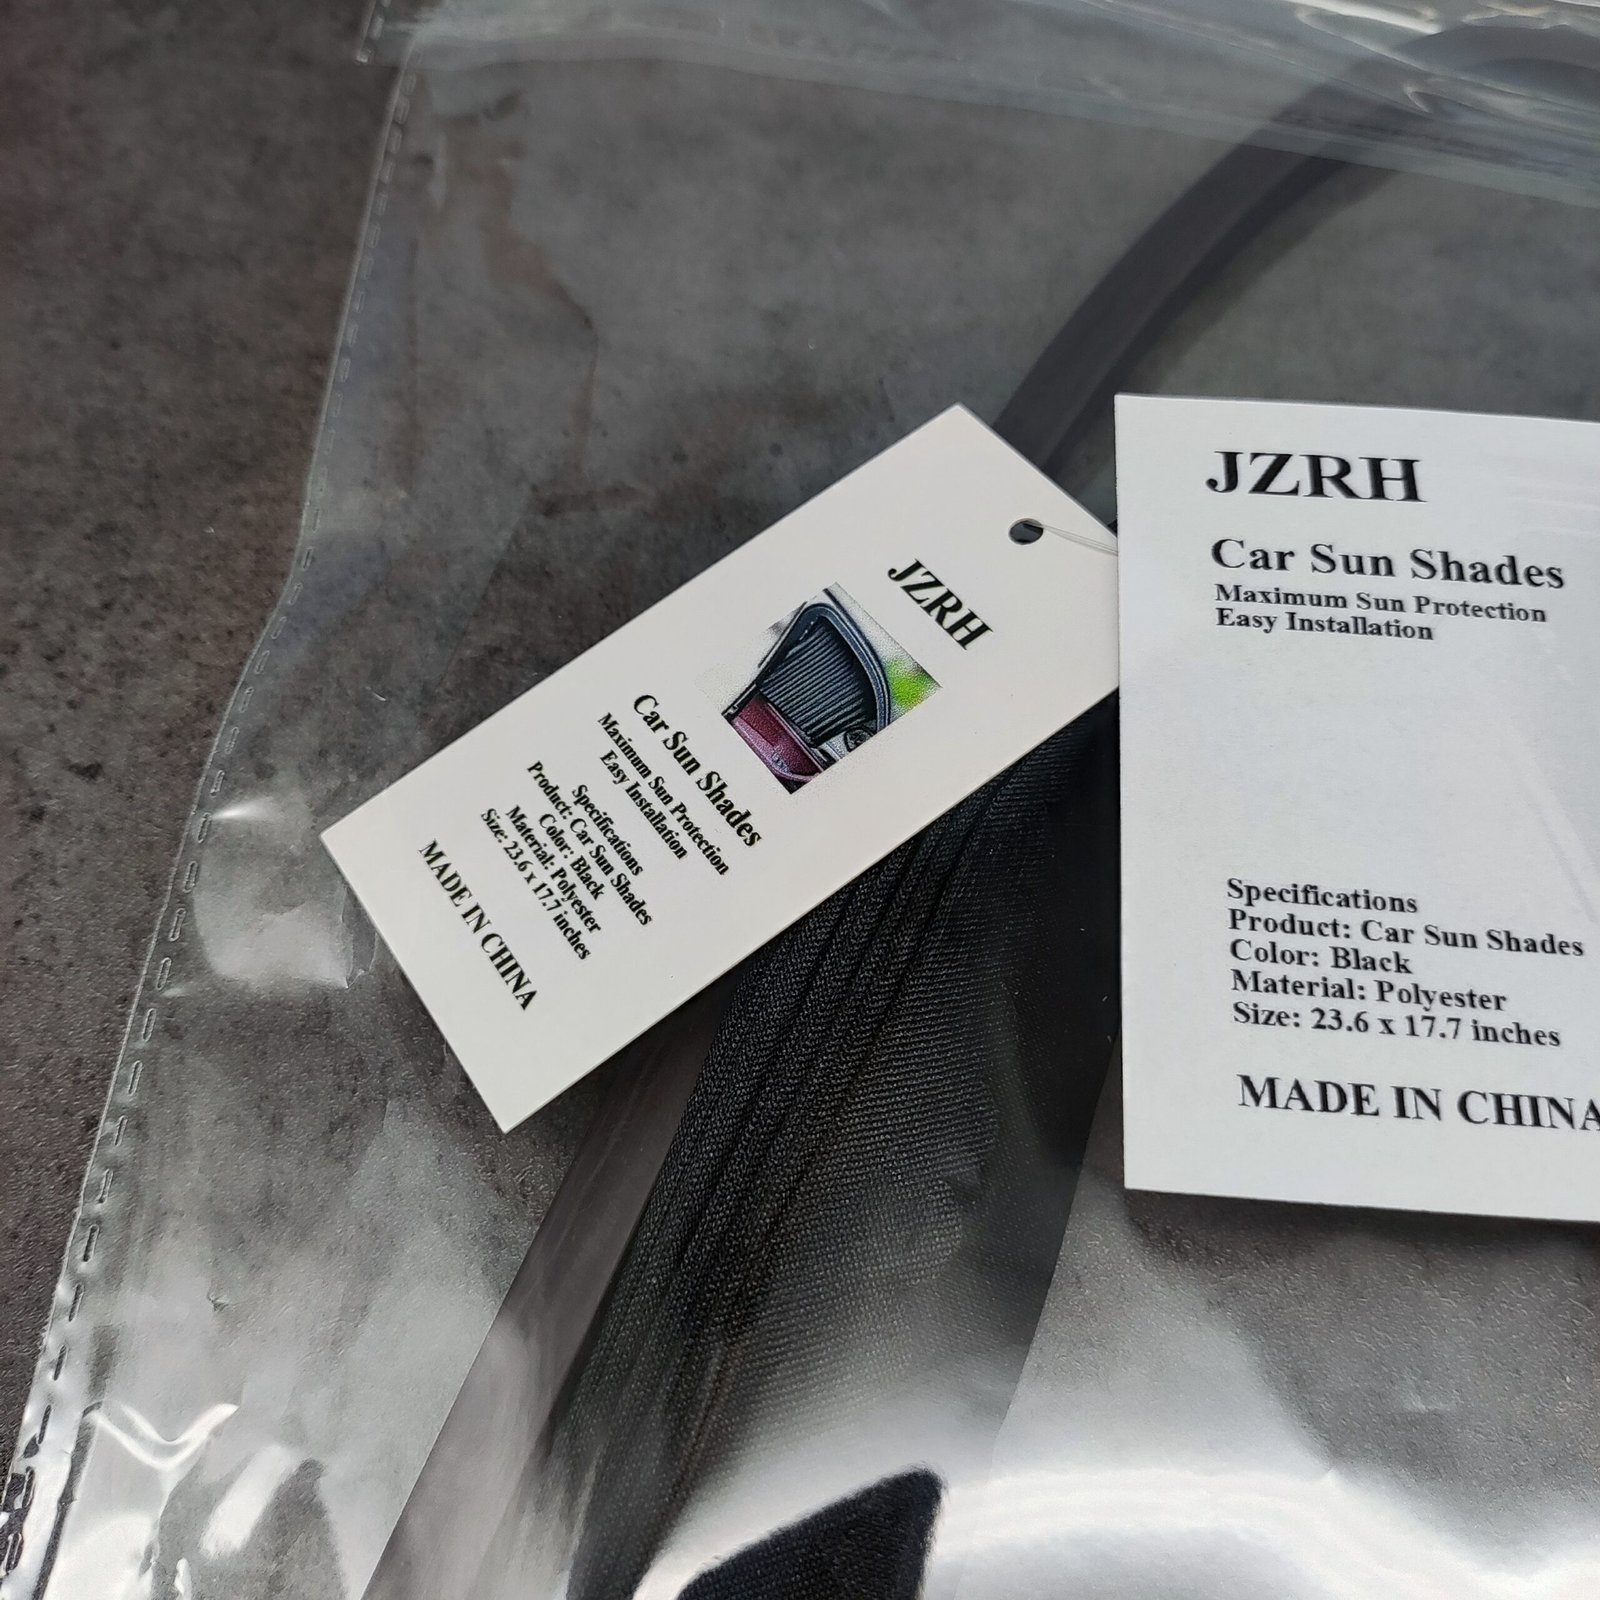 JZRH
Car Sun Shades
Maximum Sun Protection
Easy Installation
Specifications
Product: Car Sun Shades
Color: Black
Material: Polyester
Size: 23.6 x 17.7 inches
MADE IN CHINA
JZRH
Car Sun Shades
Maximum Sun Protection
Easy Installation
Specifications
Product: Car Sun Shades
Color: Black
Material: Polyester
Size: 23.6 x 17.7 inches
MADE IN CHINA